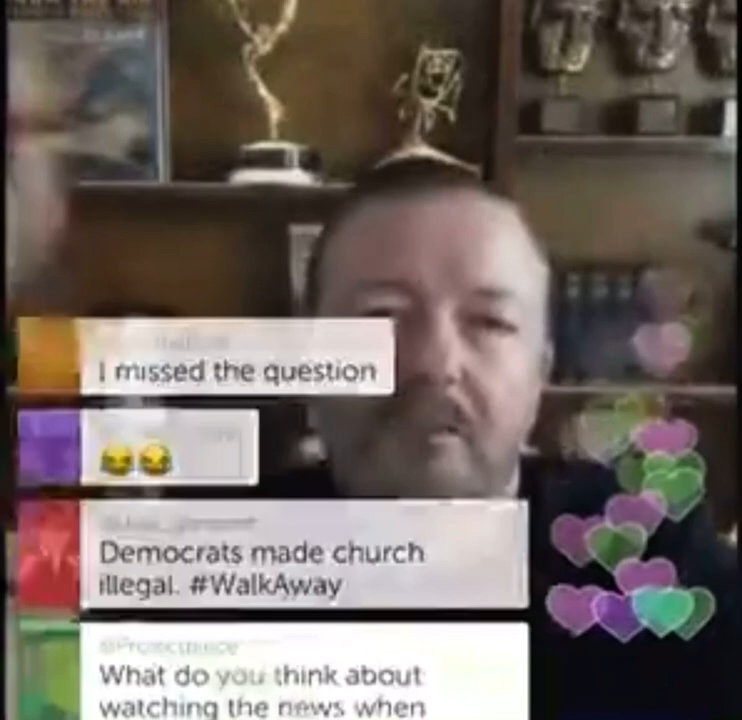 I missed the question
😂😂
Democrats made church
illegal. #WalkAway
What do you think about
watching the news when